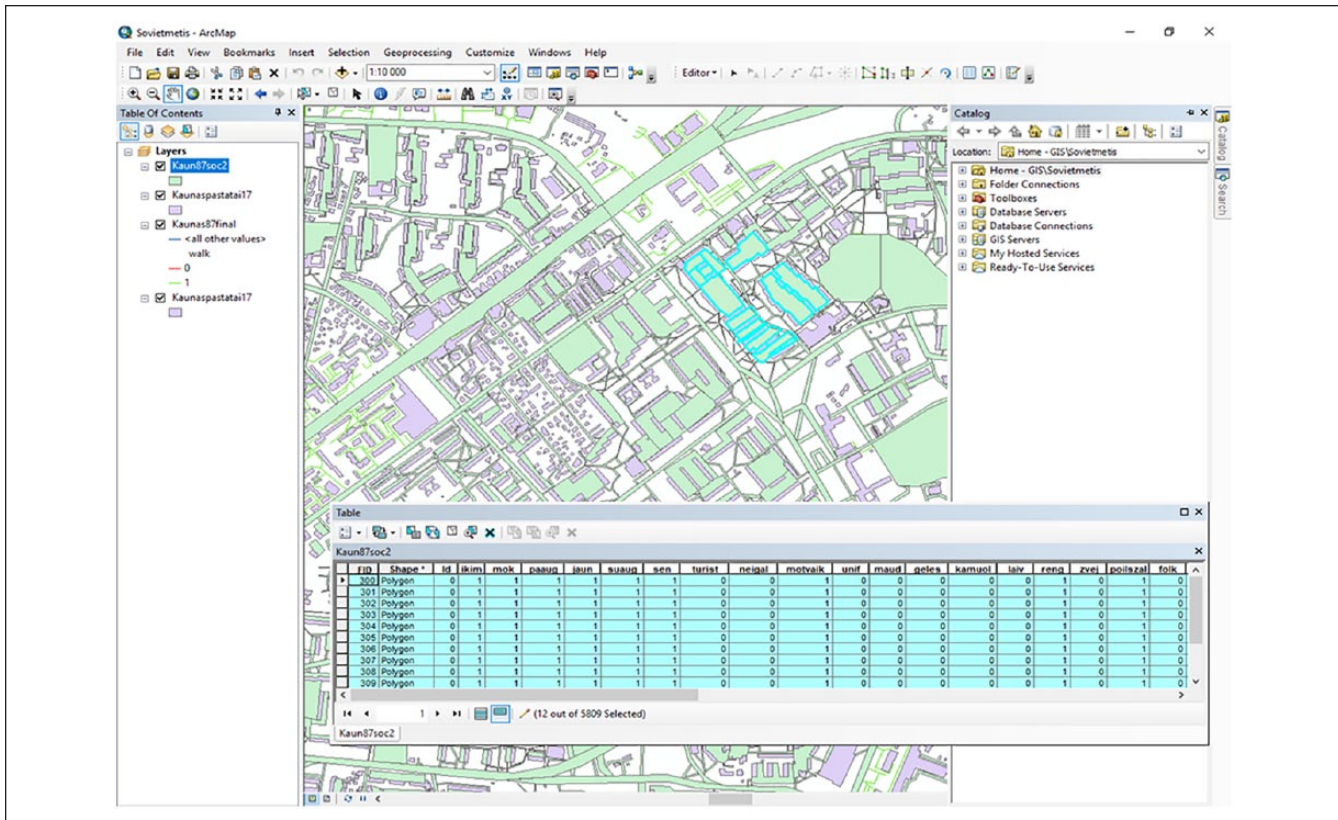 Sovietmetis - ArcMap
File Edit View Bookmarks Insert Selection Geoprocessing Customize Windows Help
1:10 000
Editor
Table Of Contents
Layers
Kaun87soc2
Kaunaspastatai17
Kaunas87final
<all other values>
walk
0
1
Kaunaspastatai17
Catalog
Location: Home - GIS\Sovietmetis
Home - GIS\Sovietmetis
Folder Connections
Toolboxes
Database Servers
Database Connections
GIS Servers
My Hosted Services
Ready-To-Use Services
Catalog
Search
Table
Kaun87soc2
FID Shape * Id ikim mok paaug jaun suaug sen turist neigal motvaik unif maud geles kamuol laiv reng zvej poilszal folk
300 Polygon 0 1 1 1 1 1 1 0 0 1 0 0 0 0 0 1 0 1 0
301 Polygon 0 1 1 1 1 1 1 0 0 1 0 0 0 0 0 1 0 1 0
302 Polygon 0 1 1 1 1 1 1 0 0 1 0 0 0 0 0 1 0 1 0
303 Polygon 0 1 1 1 1 1 1 0 0 1 0 0 0 0 0 1 0 1 0
304 Polygon 0 1 1 1 1 1 1 0 0 1 0 0 0 0 0 1 0 1 0
305 Polygon 0 1 1 1 1 1 1 0 0 1 0 0 0 0 0 1 0 1 0
306 Polygon 0 1 1 1 1 1 1 0 0 1 0 0 0 0 0 1 0 1 0
307 Polygon 0 1 1 1 1 1 1 0 0 1 0 0 0 0 0 1 0 1 0
308 Polygon 0 1 1 1 1 1 1 0 0 1 0 0 0 0 0 1 0 1 0
309 Polygon 0 1 1 1 1 1 1 0 0 1 0 0 0 0 0 1 0 1 0
1 (12 out of 5809 Selected)
Kaun87soc2